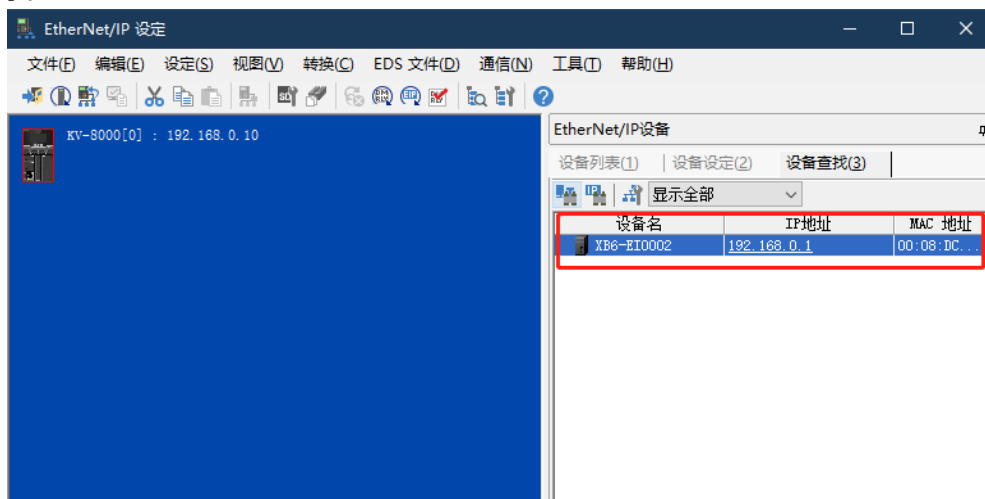 EtherNet/IP 设定
文件(F) 编辑(E) 设定(S) 视图(V) 转换(C) EDS 文件(D) 通信(N) 工具(T) 帮助(H)
KV-8000[0] : 192.168.0.10
EtherNet/IP设备
设备列表(1) 设备设定(2) 设备查找(3)
显示全部
设备名 IP地址 MAC 地址
XB6-EI0002 192.168.0.1 00:08:DC...